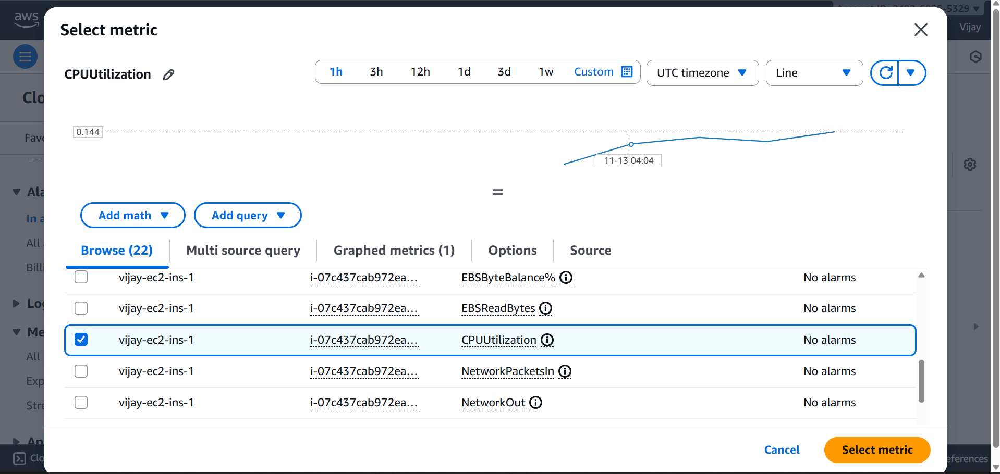 aws
5329
Vijay
Select metric
CPUUtilization
1h 3h 12h 1d 3d 1w Custom
UTC timezone
Line
Clo
Favo
0.144
11-13 04:04
Ala
In a
All
Billi
Add math
Add query
Browse (22) Multi source query Graphed metrics (1) Options Source
vijay-ec2-ins-1 i-07c437cab972ea... EBSByteBalance% No alarms
vijay-ec2-ins-1 i-07c437cab972ea... EBSReadBytes No alarms
Log
vijay-ec2-ins-1 i-07c437cab972ea... CPUUtilization No alarms
Me
All
vijay-ec2-ins-1 i-07c437cab972ea... NetworkPacketsIn No alarms
Exp
vijay-ec2-ins-1 i-07c437cab972ea... NetworkOut No alarms
Stre
Ap
Clo
Cancel
Select metric
eferences